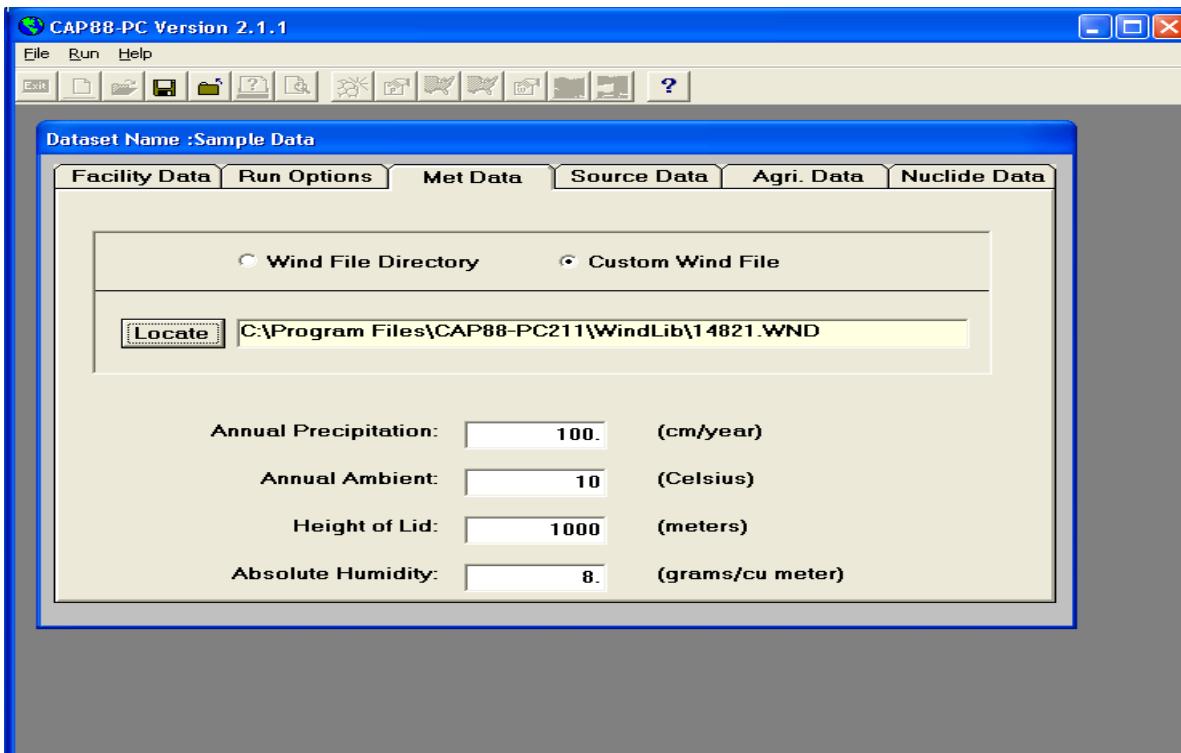 CAP88-PC Version 2.1.1
File Run Help
Exit ? ?
Dataset Name :Sample Data
Facility Data Run Options Met Data Source Data Agri. Data Nuclide Data
Wind File Directory Custom Wind File
Locate C:\Program Files\CAP88-PC211\WindLib\14821.WND
Annual Precipitation: 100. (cm/year)
Annual Ambient: 10 (Celsius)
Height of Lid: 1000 (meters)
Absolute Humidity: 8. (grams/cu meter)